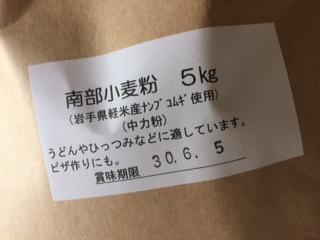 南部小麦粉 5kg
(岩手県軽米産ﾅﾝﾌﾞｺﾑｷﾞ使用)
(中力粉)
うどんやひっつみなどに適しています。
ピザ作りにも。
賞味期限 30.6.5